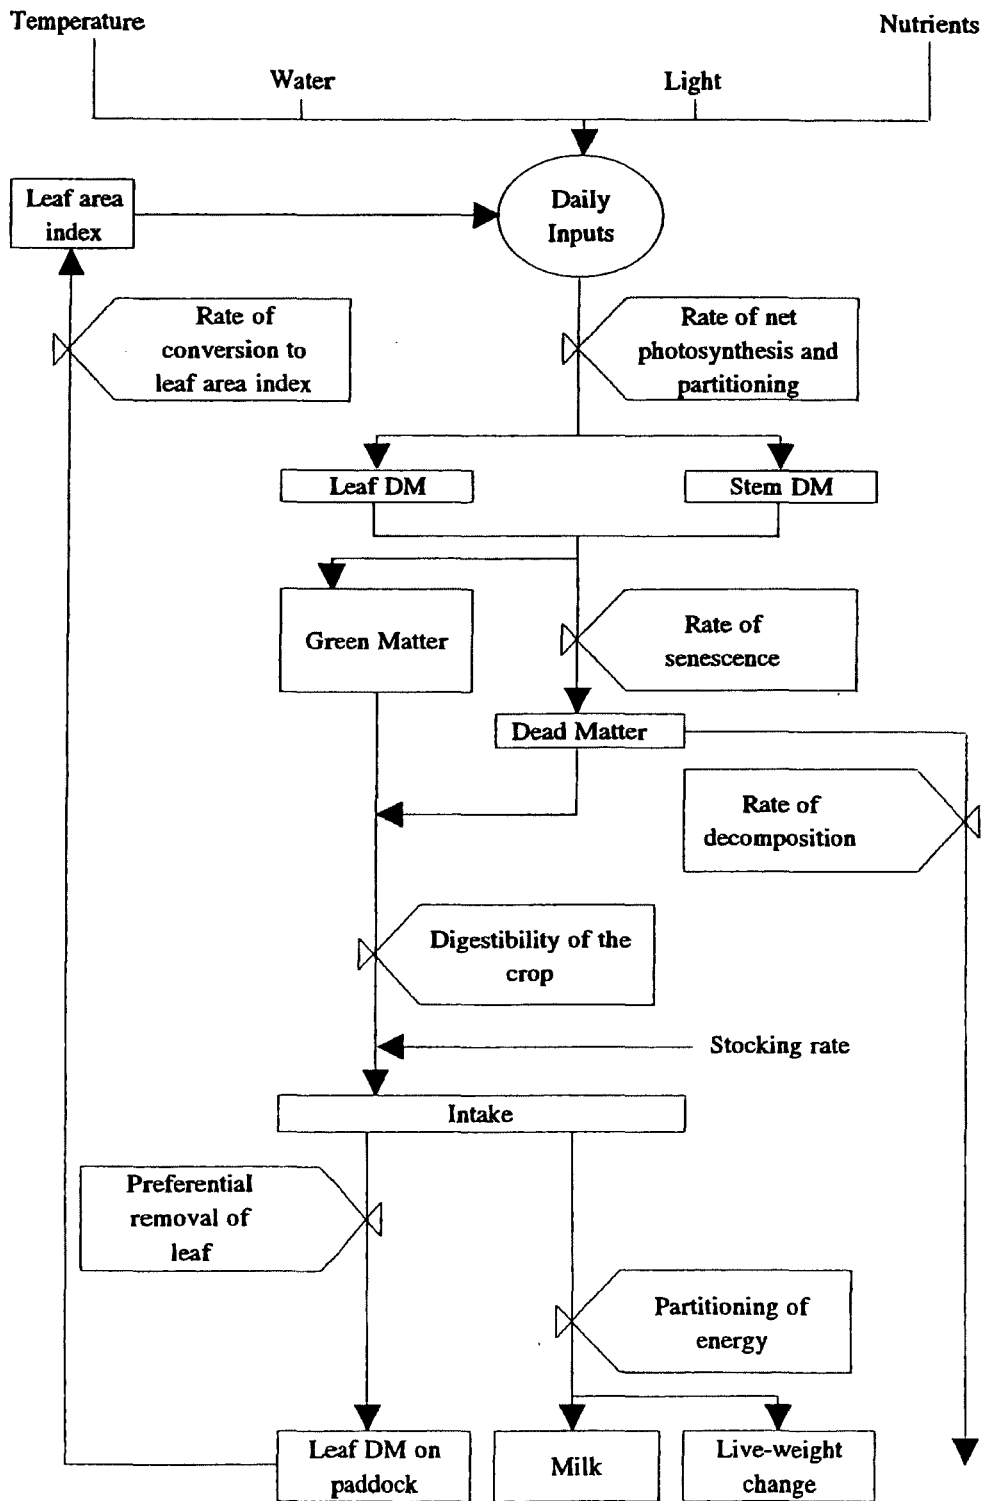 Temperature
Nutrients
Water
Light
Leaf area
index
Daily
Inputs
Rate of
conversion to
leaf area index
Rate of net
photosynthesis and
partitioning
Leaf DM
Stem DM
Green Matter
Rate of
senescence
Dead Matter
Rate of
decomposition
Digestibility of the
crop
Stocking rate
Intake
Preferential
removal of
leaf
Partitioning of
energy
Leaf DM on
paddock
Milk
Live-weight
change